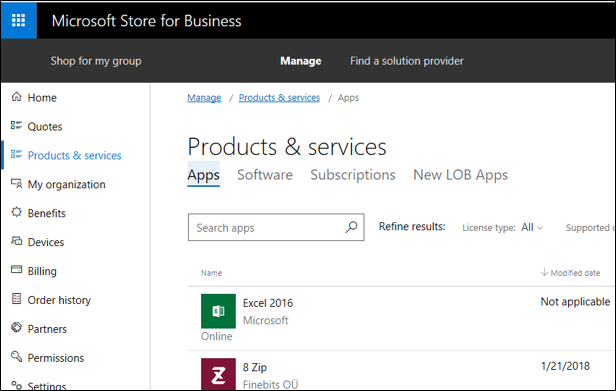 Microsoft Store for Business
Shop for my group Manage Find a solution provider
Home
Quotes
Products & services
My organization
Benefits
Devices
Billing
Order history
Partners
Permissions
Settings
Manage / Products & services / Apps
Products & services
Apps Software Subscriptions New LOB Apps
Search apps
Refine results: License type: All Supported
Name Modified date
Excel 2016 Not applicable
Microsoft
Online
8 Zip 1/21/2018
Finebits OÜ